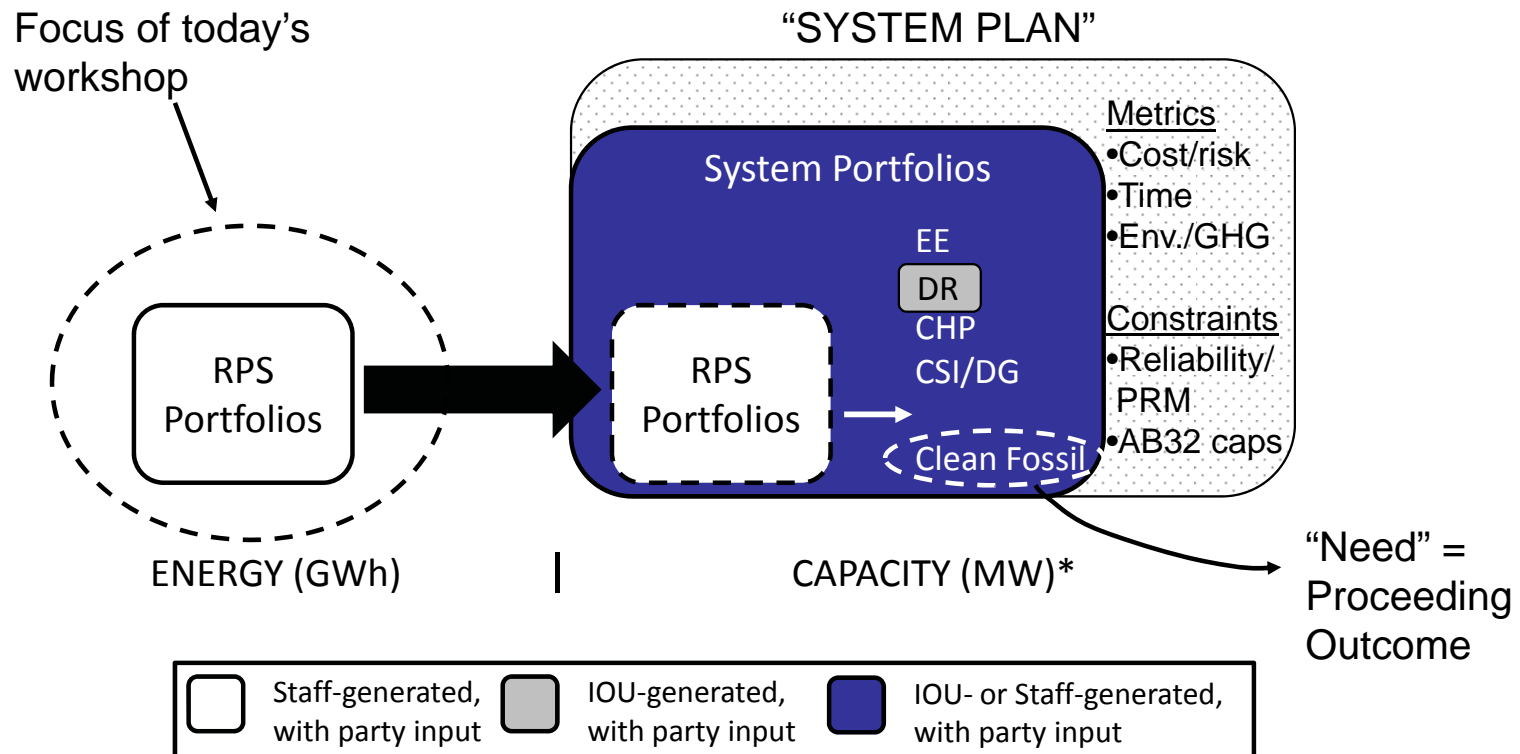 Focus of today’s
workshop
“SYSTEM PLAN”
RPS
Portfolios
System Portfolios
RPS
Portfolios
EE
DR
CHP
CSI/DG
Clean Fossil
Metrics
•Cost/risk
•Time
•Env./GHG
Constraints
•Reliability/
PRM
•AB32 caps
“Need” =
Proceeding
Outcome
ENERGY (GWh)
CAPACITY (MW)*
Staff-generated,
with party input
IOU-generated,
with party input
IOU- or Staff-generated,
with party input